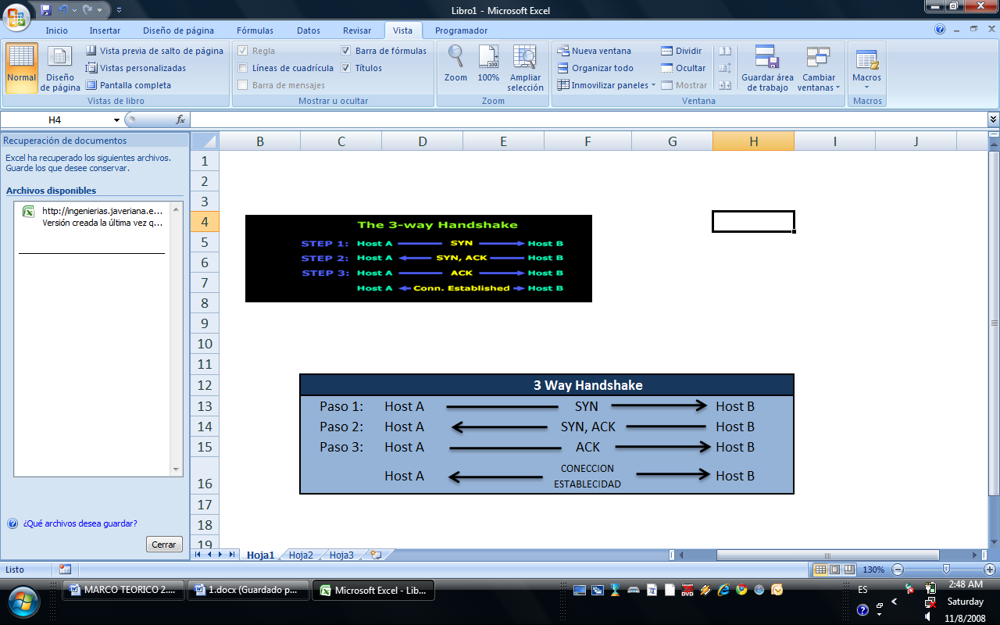 Libro1 - Microsoft Excel
Inicio Insertar Diseño de página Fórmulas Datos Revisar Vista Programador
Normal
Diseño de página
Vista previa de salto de página
Vistas personalizadas
Pantalla completa
Vistas de libro
Regla
Líneas de cuadrícula
Barra de mensajes
Barra de fórmulas
Títulos
Mostrar u ocultar
Zoom
100%
Ampliar selección
Zoom
Nueva ventana
Organizar todo
Inmovilizar paneles
Dividir
Ocultar
Mostrar
Guardar área de trabajo
Cambiar ventanas
Ventana
Macros
Macros
H4
fx
Recuperación de documentos
Excel ha recuperado los siguientes archivos.
Guarde los que desee conservar.
Archivos disponibles
http://ingenierias.javeriana.e...
Versión creada la última vez q...
¿Qué archivos desea guardar?
Cerrar
B C D E F G H I J
1
2
3
4
5
6
7
8
9
10
11
12
13
14
15
16
17
18
19
The 3-way Handshake
STEP 1: Host A SYN Host B
STEP 2: Host A SYN, ACK Host B
STEP 3: Host A ACK Host B
Host A Conn. Established Host B
3 Way Handshake
Paso 1: Host A SYN Host B
Paso 2: Host A SYN, ACK Host B
Paso 3: Host A ACK Host B
Host A CONECCION ESTABLECIDAD Host B
Hoja1 Hoja2 Hoja3
Listo
130%
MARCO TEORICO 2....
1.docx (Guardado p...
Microsoft Excel - Lib...
DVD
ES
2:48 AM
Saturday
11/8/2008